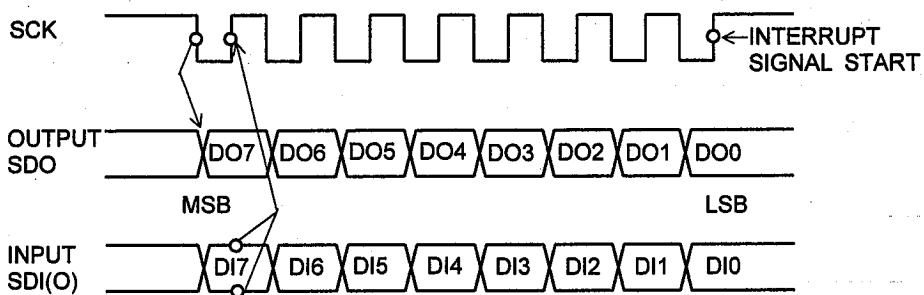 SCK
INTERRUPT
SIGNAL START
OUTPUT
SDO
DO7 DO6 DO5 DO4 DO3 DO2 DO1 DO0
MSB LSB
INPUT
SDI(O)
DI7 DI6 DI5 DI4 DI3 DI2 DI1 DI0